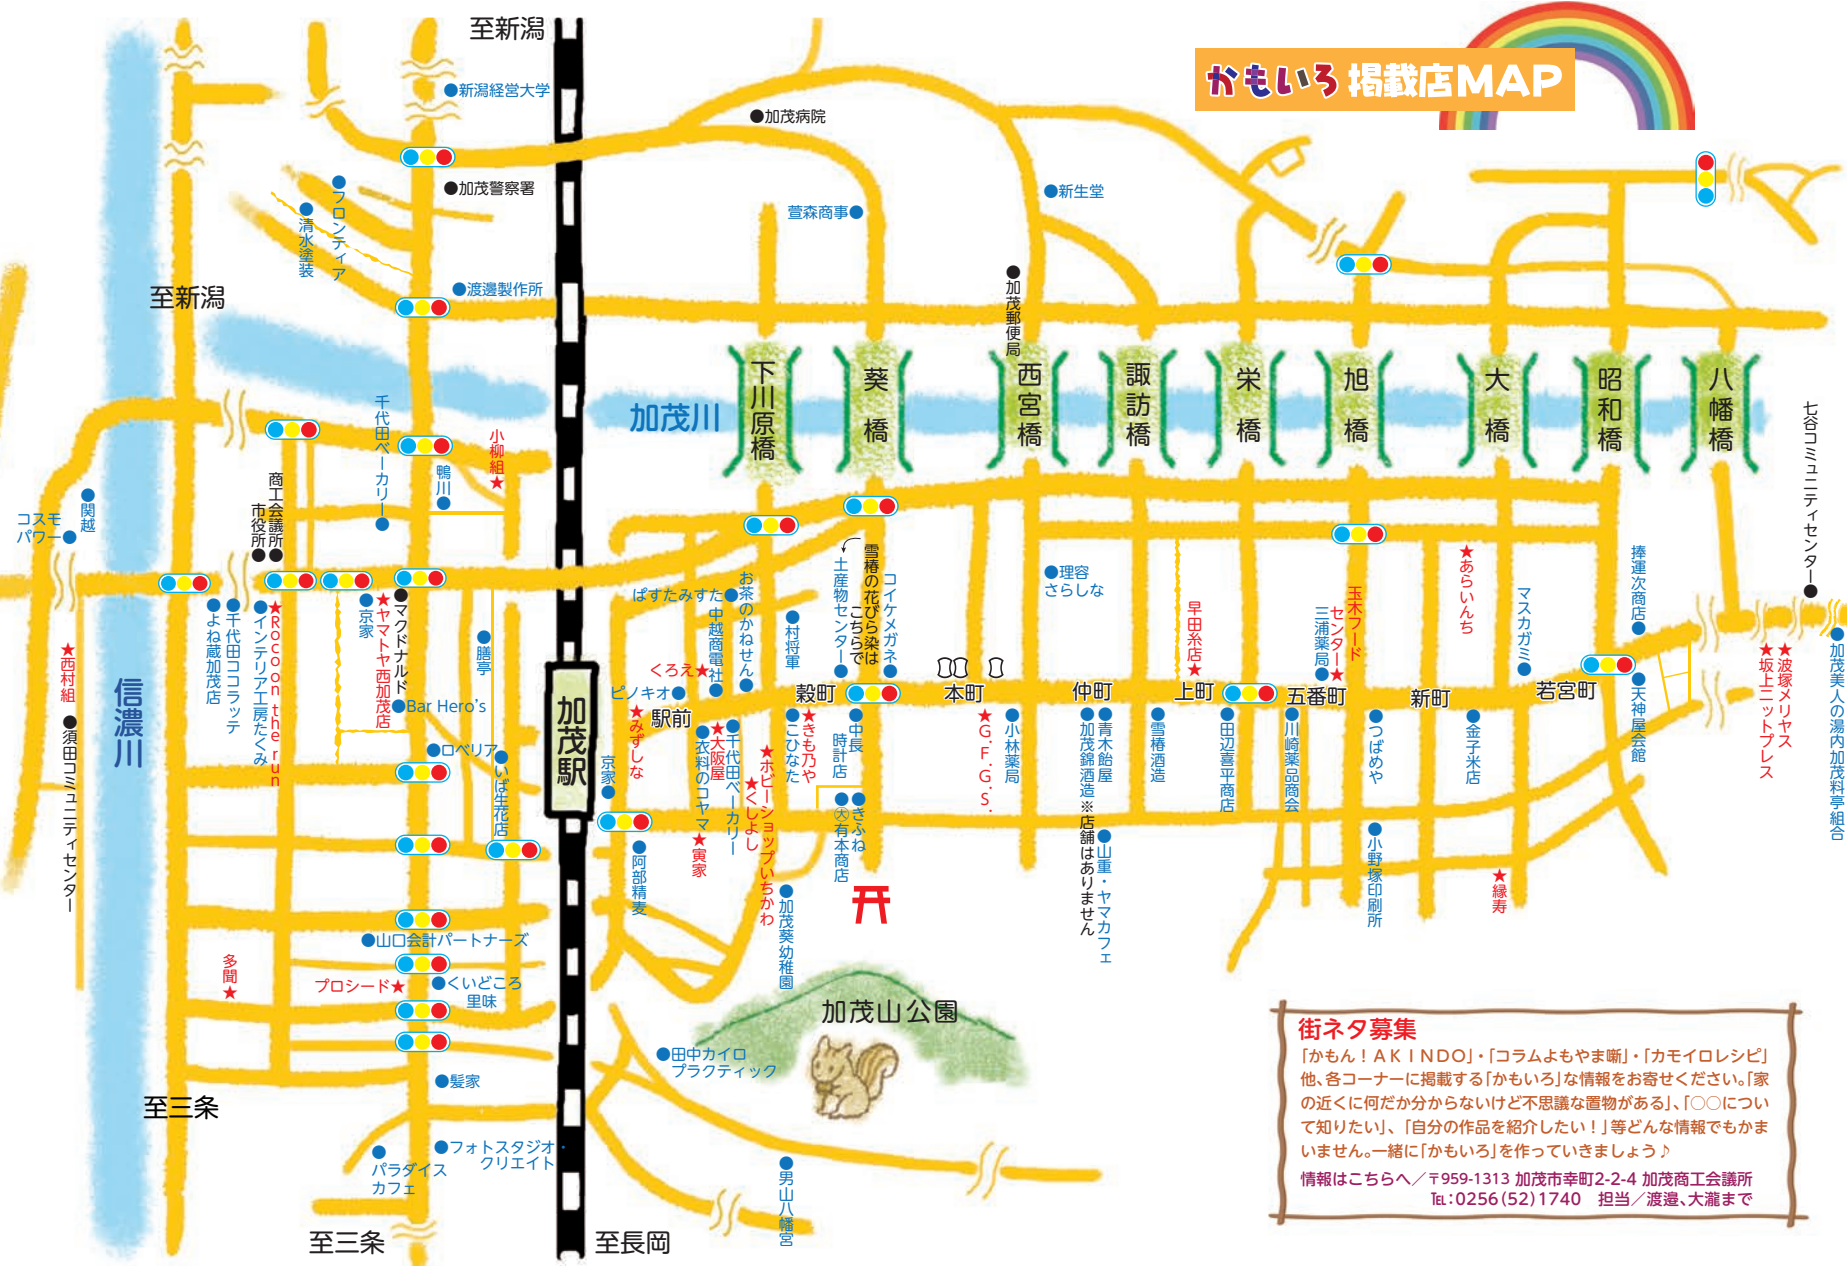 かもいろ 掲載店MAP
至新潟
新潟経営大学
加茂病院
加茂警察署
フロンティア
清水塗装
萱森商事
新生堂
至新潟
渡邊製作所
加茂郵便局
加茂川
下川原橋
葵橋
西宮橋
諏訪橋
栄橋
旭橋
大橋
昭和橋
八幡橋
七谷コミュニティセンター
千代田ベーカリー
小柳組★
鴨川
商工会議所
市役所
関越
コスモ
パワー
よね蔵加茂店
千代田ココラッテ
インテリア工房たくみ
★Rocoon the run
京家
★ヤマトヤ西加茂店
マクドナルド
膳亭
Bar Hero's
ロベリア
いば生花店
★西村組
須田コミュニティセンター
信濃川
加茂駅
ぱすたみすた
中越商電社
お茶のかねせん
くろえ★
ピノキオ
駅前
★みずしな
京家
村将軍
穀町
土産物センター
雪椿の花びら染は
こちらで
コイケメガネ
衣料のコヤマ
★大阪屋
千代田ベーカリー
★寅家
★くしよし
★ホビーショップいちかわ
こひなた
★きも乃や
中長
時計店
㊅有本商店
きふね
阿部精麦
加茂葵幼稚園
本町
★G.F.G.S.
小林薬局
理容
さらしな
仲町
加茂錦酒造
※店舗はありません
青木飴屋
山重・ヤマカフェ
雪椿酒造
上町
早田糸店★
田辺喜平商店
五番町
三浦薬局
玉木フード
センター★
川崎薬品商会
つばめや
小野塚印刷所
新町
★あらいんち
金子米店
マスカガミ
★縁寿
若宮町
捧運次商店
天神屋会館
★坂上ニットプレス
★波塚メリヤス
加茂美人の湯内加茂料亭組合
山口会計パートナーズ
多聞★
プロシード★
くいどころ
里味
髪家
至三条
フォトスタジオ
クリエイト
パラダイス
カフェ
至三条
至長岡
加茂山公園
田中カイロ
プラクティック
男山八幡宮
街ネタ募集
「かもん！ＡＫＩＮＤＯ」・「コラムよもやま噺」・「カモイロレシピ」
他、各コーナーに掲載する「かもいろ」な情報をお寄せください。「家
の近くに何だか分からないけど不思議な置物がある」、「○○につい
て知りたい」、「自分の作品を紹介したい！」等どんな情報でもかま
いません。一緒に「かもいろ」を作っていきましょう♪
情報はこちらへ／〒959-1313 加茂市幸町2-2-4 加茂商工会議所
℡:0256(52)1740　担当／渡邉、大瀧まで